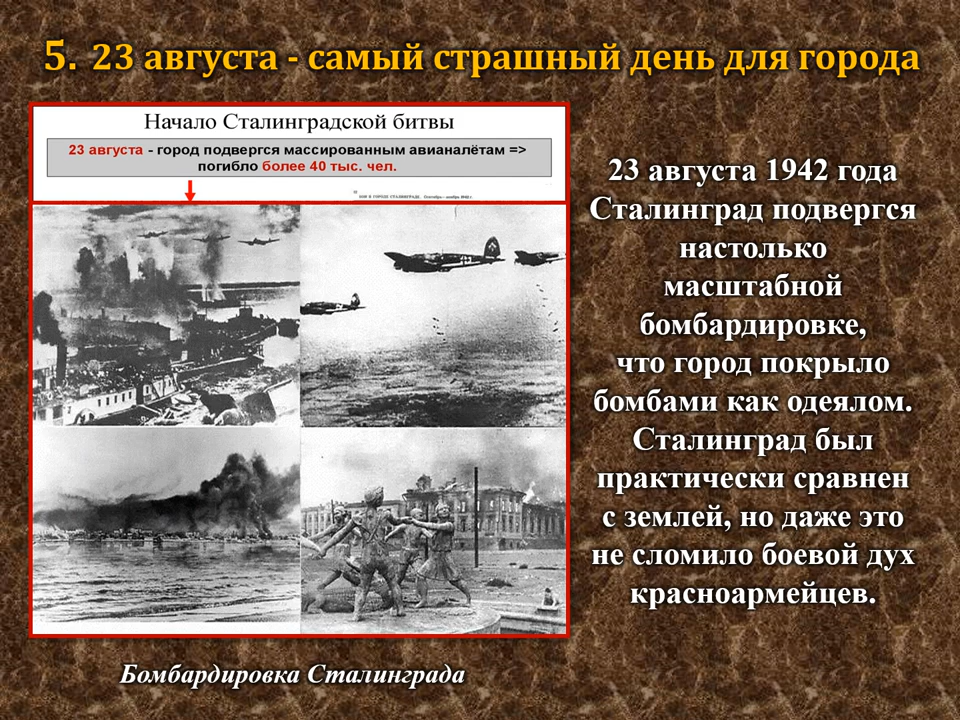 5. 23 августа - самый страшный день для города
Начало Сталинградской битвы
23 августа - город подвергся массированным авианалётам =>
погибло более 40 тыс. чел.
23 августа 1942 года
Сталинград подвергся
настолько
масштабной
бомбардировке,
что город покрыло
бомбами как одеялом.
Сталинград был
практически сравнен
с землей, но даже это
не сломило боевой дух
красноармейцев.
Бомбардировка Сталинграда